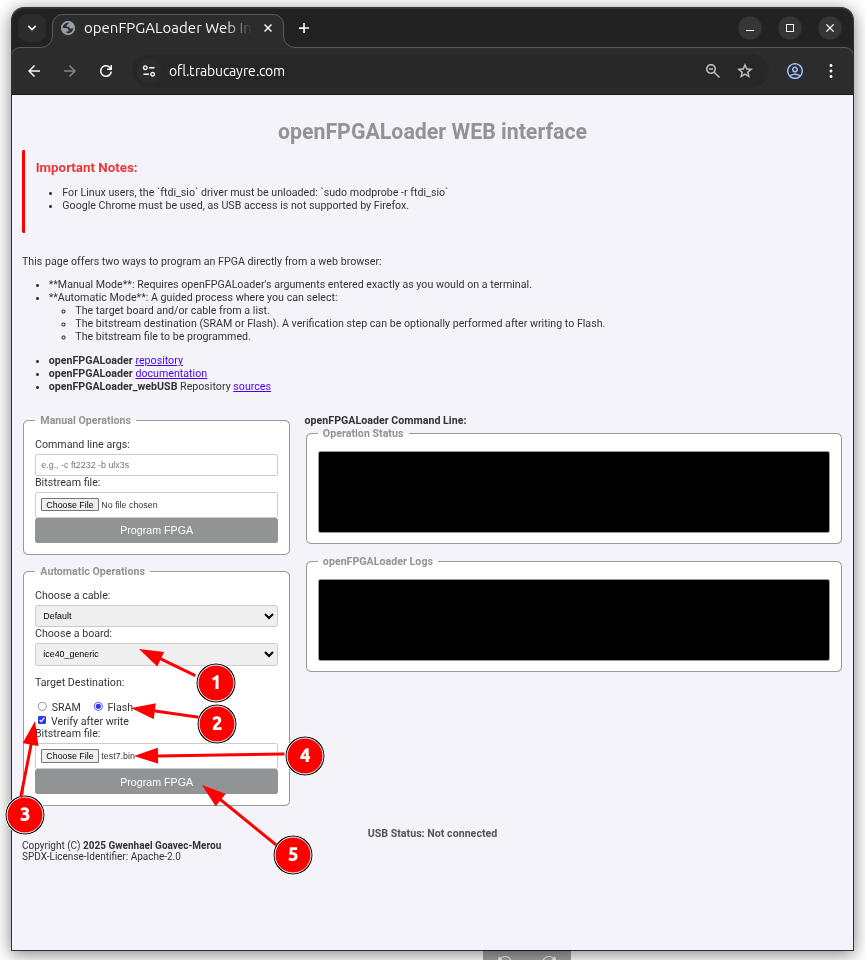 openFPGALoader Web In
ofl.trabucayre.com
openFPGALoader WEB interface
Important Notes:
For Linux users, the `ftdi_sio` driver must be unloaded: `sudo modprobe -r ftdi_sio`
Google Chrome must be used, as USB access is not supported by Firefox.
This page offers two ways to program an FPGA directly from a web browser:
**Manual Mode**: Requires openFPGALoader's arguments entered exactly as you would on a terminal.
**Automatic Mode**: A guided process where you can select:
The target board and/or cable from a list.
The bitstream destination (SRAM or Flash). A verification step can be optionally performed after writing to Flash.
The bitstream file to be programmed.
openFPGALoader repository
openFPGALoader documentation
openFPGALoader_webUSB Repository sources
Manual Operations
Command line args:
e.g., -c ft2232 -b ulx3s
Bitstream file:
Choose File No file chosen
Program FPGA
openFPGALoader Command Line:
Operation Status
openFPGALoader Logs
Automatic Operations
Choose a cable:
Default
Choose a board:
ice40_generic
1
Target Destination:
SRAM Flash
2
Verify after write
Bitstream file:
Choose File test7.bin
4
Program FPGA
3
5
USB Status: Not connected
Copyright (C) 2025 Gwenhael Goavec-Merou
SPDX-License-Identifier: Apache-2.0